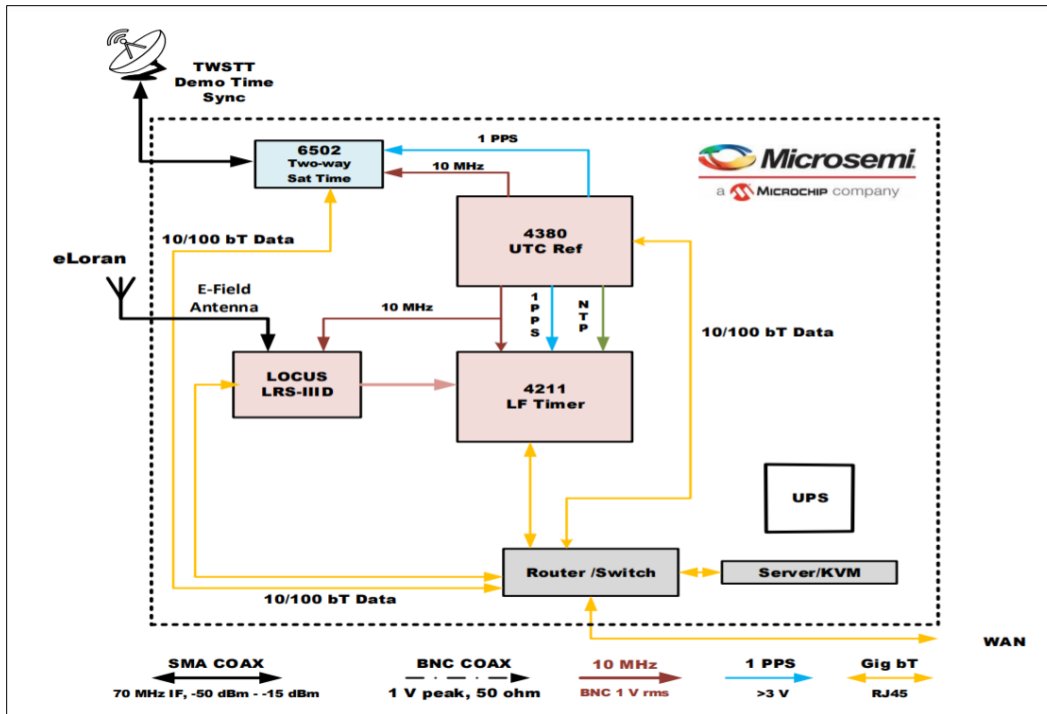 TWSTT
Demo Time
Sync
6502
Two-way
Sat Time
1 PPS
10 MHz
Microsemi
a MICROCHIP company
4380
UTC Ref
10/100 bT Data
eLoran
E-Field
Antenna
10 MHz
1PPS
NTP
10/100 bT Data
LOCUS
LRS-IIID
4211
LF Timer
UPS
Router /Switch
Server/KVM
10/100 bT Data
WAN
SMA COAX
70 MHz IF, -50 dBm - -15 dBm
BNC COAX
1 V peak, 50 ohm
10 MHz
BNC 1 V rms
1 PPS
>3 V
Gig bT
RJ45